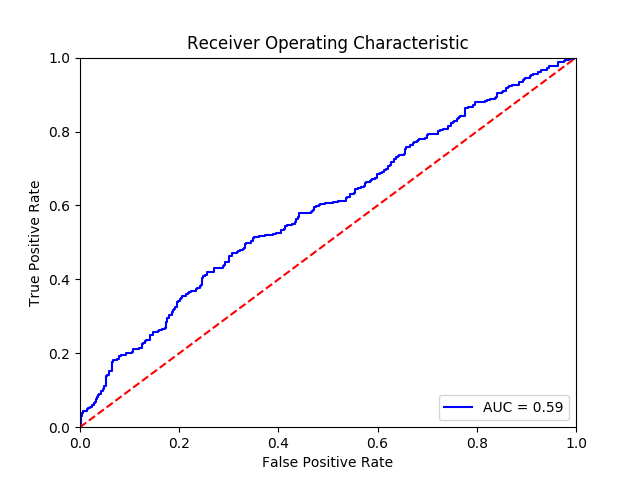 Receiver Operating Characteristic
1.0
0.8
0.6
0.4
0.2
0.0
True Positive Rate
AUC = 0.59
0.0 0.2 0.4 0.6 0.8 1.0
False Positive Rate